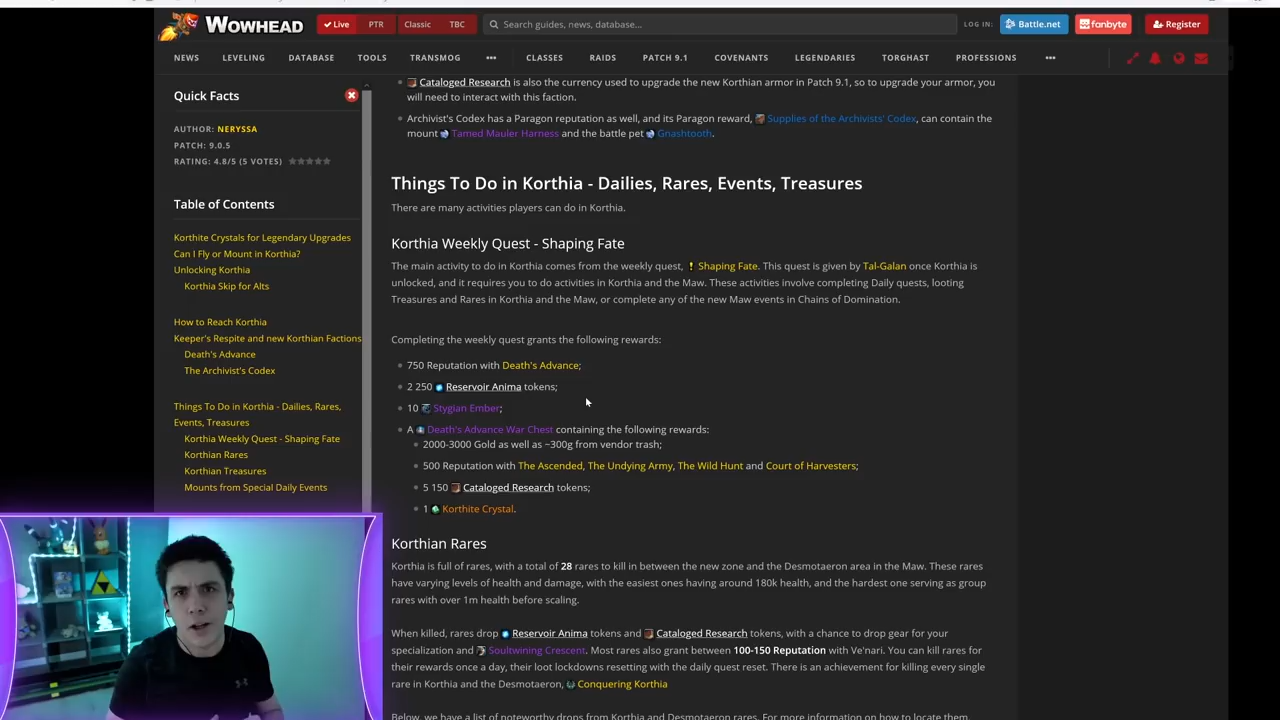 WOWHEAD
Live
PTR
Classic
TBC
Search guides, news, database...
LOG IN:
Battle.net
fanbyte
Register
NEWS
LEVELING
DATABASE
TOOLS
TRANSMOG
•••
CLASSES
RAIDS
PATCH 9.1
COVENANTS
LEGENDARIES
TORGHAST
PROFESSIONS
•••
Quick Facts
AUTHOR: NERYSSA
PATCH: 9.0.5
RATING: 4.8/5 (5 VOTES)
Table of Contents
Korthite Crystals for Legendary Upgrades
Can I Fly or Mount in Korthia?
Unlocking Korthia
Korthia Skip for Alts
How to Reach Korthia
Keeper's Respite and new Korthian Factions
Death's Advance
The Archivist's Codex
Things To Do in Korthia - Dailies, Rares,
Events, Treasures
Korthia Weekly Quest - Shaping Fate
Korthian Rares
Korthian Treasures
Mounts from Special Daily Events
Cataloged Research is also the currency used to upgrade the new Korthian armor in Patch 9.1, so to upgrade your armor, you
will need to interact with this faction.
Archivist's Codex has a Paragon reputation as well, and its Paragon reward, Supplies of the Archivists' Codex, can contain the
mount Tamed Mauler Harness and the battle pet Gnashtooth.
Things To Do in Korthia - Dailies, Rares, Events, Treasures
There are many activities players can do in Korthia.
Korthia Weekly Quest - Shaping Fate
The main activity to do in Korthia comes from the weekly quest, Shaping Fate. This quest is given by Tal-Galan once Korthia is
unlocked, and it requires you to do activities in Korthia and the Maw. These activities involve completing Daily quests, looting
Treasures and Rares in Korthia and the Maw, or complete any of the new Maw events in Chains of Domination.
Completing the weekly quest grants the following rewards:
750 Reputation with Death's Advance;
2 250 Reservoir Anima tokens;
10 Stygian Ember;
A Death's Advance War Chest containing the following rewards:
2000-3000 Gold as well as ~300g from vendor trash;
500 Reputation with The Ascended, The Undying Army, The Wild Hunt and Court of Harvesters;
5 150 Cataloged Research tokens;
1 Korthite Crystal.
Korthian Rares
Korthia is full of rares, with a total of 28 rares to kill in between the new zone and the Desmotaeron area in the Maw. These rares
have varying levels of health and damage, with the easiest ones having around 180k health, and the hardest one serving as group
rares with over 1m health before scaling.
When killed, rares drop Reservoir Anima tokens and Cataloged Research tokens, with a chance to drop gear for your
specialization and Soultwining Crescent. Most rares also grant between 100-150 Reputation with Ve'nari. You can kill rares for
their rewards once a day, their loot lockdowns resetting with the daily quest reset. There is an achievement for killing every single
rare in Korthia and the Desmotaeron, Conquering Korthia
Below, we have a list of noteworthy drops from Korthia and Desmotaeron rares. For more information on how to locate them,